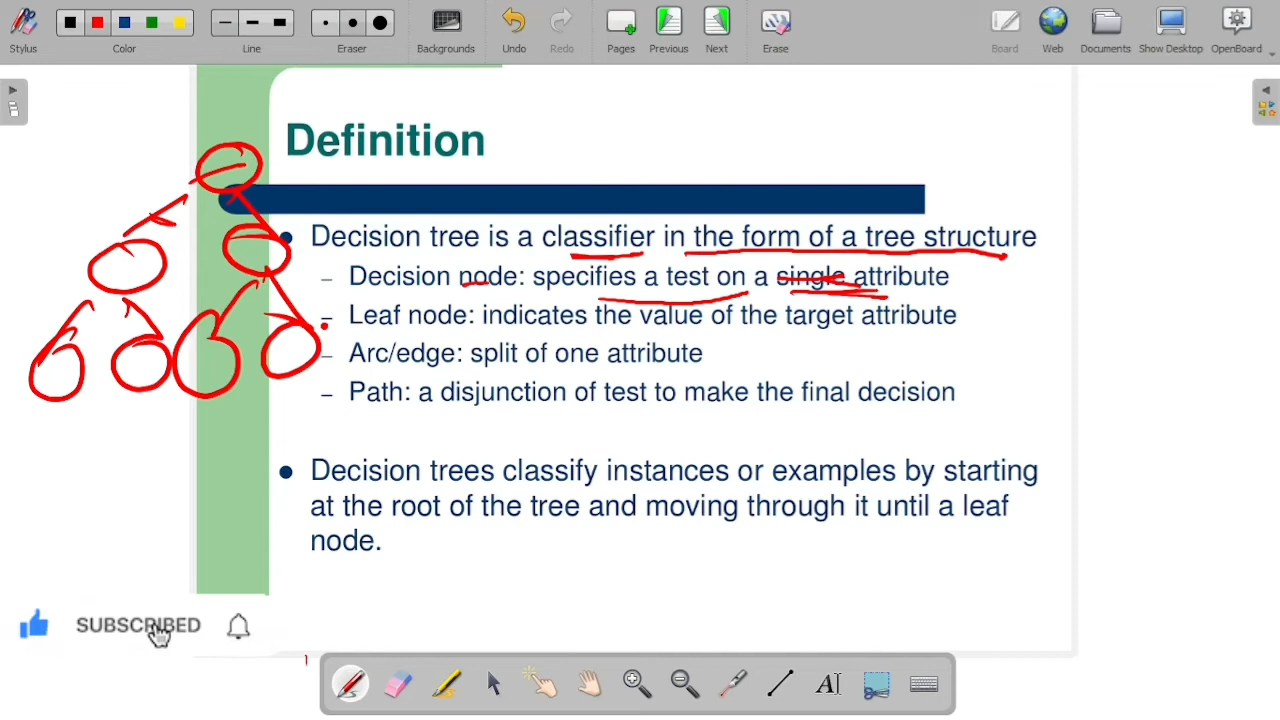 Stylus
Color
Line
Eraser
Backgrounds
Undo
Redo
Pages
Previous
Next
Erase
Board
Web
Documents
Show Desktop
OpenBoard
Definition
Decision tree is a classifier in the form of a tree structure
– Decision node: specifies a test on a single attribute
– Leaf node: indicates the value of the target attribute
– Arc/edge: split of one attribute
– Path: a disjunction of test to make the final decision
Decision trees classify instances or examples by starting
at the root of the tree and moving through it until a leaf
node.
SUBSCRIBED
AI